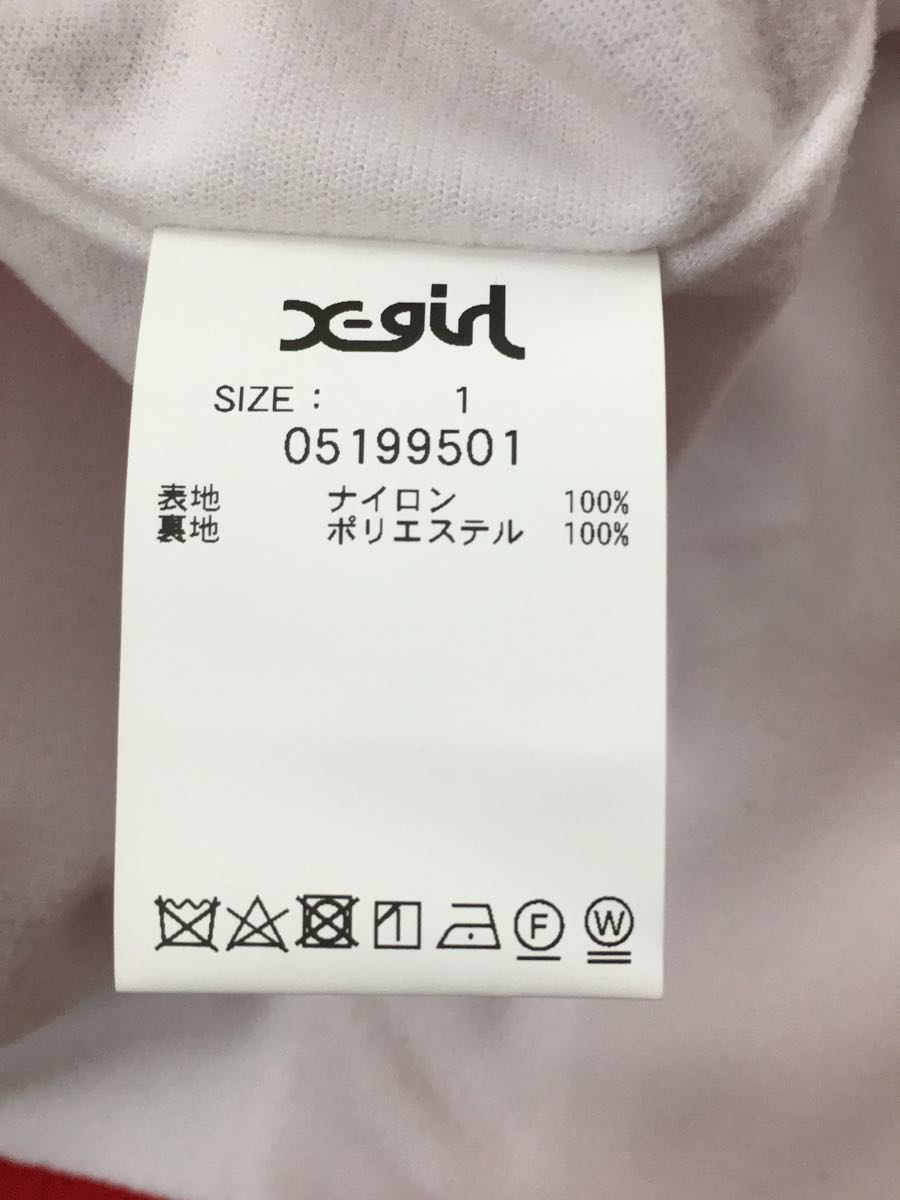 X-girl
SIZE : 1
05199501
表地 ナイロン 100%
裏地 ポリエステル 100%
F W